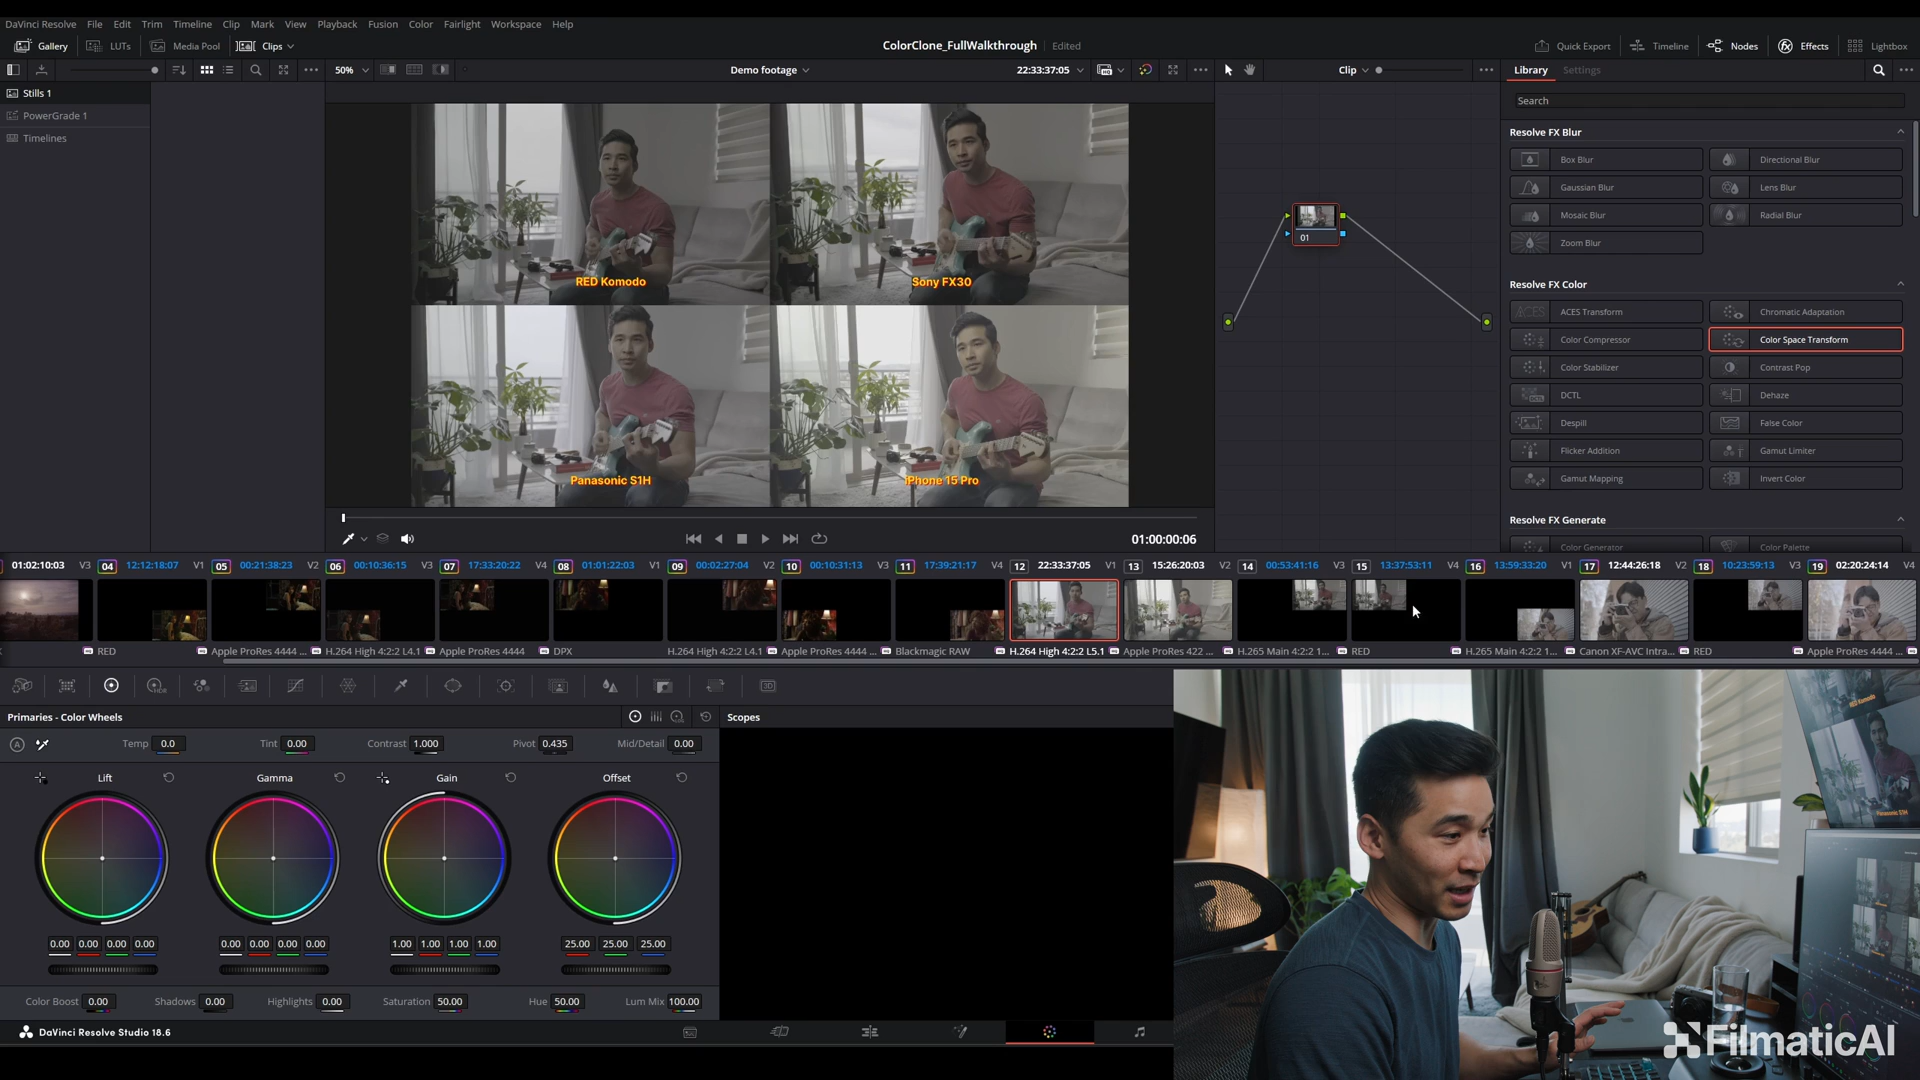 DaVinci Resolve File Edit Trim Timeline Clip Mark View Playback Fusion Color Fairlight Workspace Help
Gallery LUTs Media Pool Clips ColorClone_FullWalkthrough Edited Quick Export Timeline Nodes Effects Lightbox
50% Demo footage 22:33:37:05 Clip Library Settings
Stills 1
PowerGrade 1
Timelines
Search
RED Komodo
Sony FX30
Panasonic S1H
iPhone 15 Pro
01
Resolve FX Blur
Box Blur Directional Blur
Gaussian Blur Lens Blur
Mosaic Blur Radial Blur
Zoom Blur
Resolve FX Color
ACES ACES Transform Chromatic Adaptation
Color Compressor Color Space Transform
Color Stabilizer Contrast Pop
DCTL DCTL Dehaze
Despill False Color
Flicker Addition Gamut Limiter
Gamut Mapping Invert Color
Resolve FX Generate
Color Generator Color Palette
01:00:00:06
01:02:10:03 V3 04 12:12:18:07 V1 05 00:21:38:23 V2 06 00:10:36:15 V3 07 17:33:20:22 V4 08 01:01:22:03 V1 09 00:02:27:04 V2 10 00:10:31:13 V3 11 17:39:21:17 V4 12 22:33:37:05 V1 13 15:26:20:03 V2 14 00:53:41:16 V3 15 13:37:53:11 V4 16 13:59:33:20 V1 17 12:44:26:18 V2 18 10:23:59:13 V3 19 02:20:24:14 V4
RED Apple ProRes 4444 ... H.264 High 4:2:2 L4.1 Apple ProRes 4444 DPX H.264 High 4:2:2 L4.1 Apple ProRes 4444 ... Blackmagic RAW H.264 High 4:2:2 L5.1 Apple ProRes 422 ... H.265 Main 4:2:2 1... RED H.265 Main 4:2:2 1... Canon XF-AVC Intra... RED Apple ProRes 4444 ...
HDR 3D
Primaries - Color Wheels Scopes
A Temp 0.0 Tint 0.00 Contrast 1.000 Pivot 0.435 Mid/Detail 0.00
Lift Gamma Gain Offset
0.00 0.00 0.00 0.00 0.00 0.00 0.00 0.00 1.00 1.00 1.00 1.00 25.00 25.00 25.00
Color Boost 0.00 Shadows 0.00 Highlights 0.00 Saturation 50.00 Hue 50.00 Lum Mix 100.00
DaVinci Resolve Studio 18.6
RED Komodo
Panasonic S1H
FilmaticAI